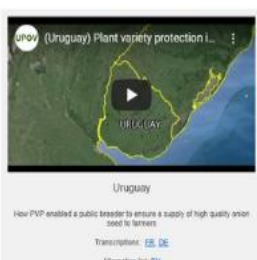 UPOV (Uruguay) Plant variety protection i...
URUGUAY
Uruguay
How PVP enabled a public breeder to ensure a supply of high quality onion
seed to farmers
Transcriptions: FR, DE